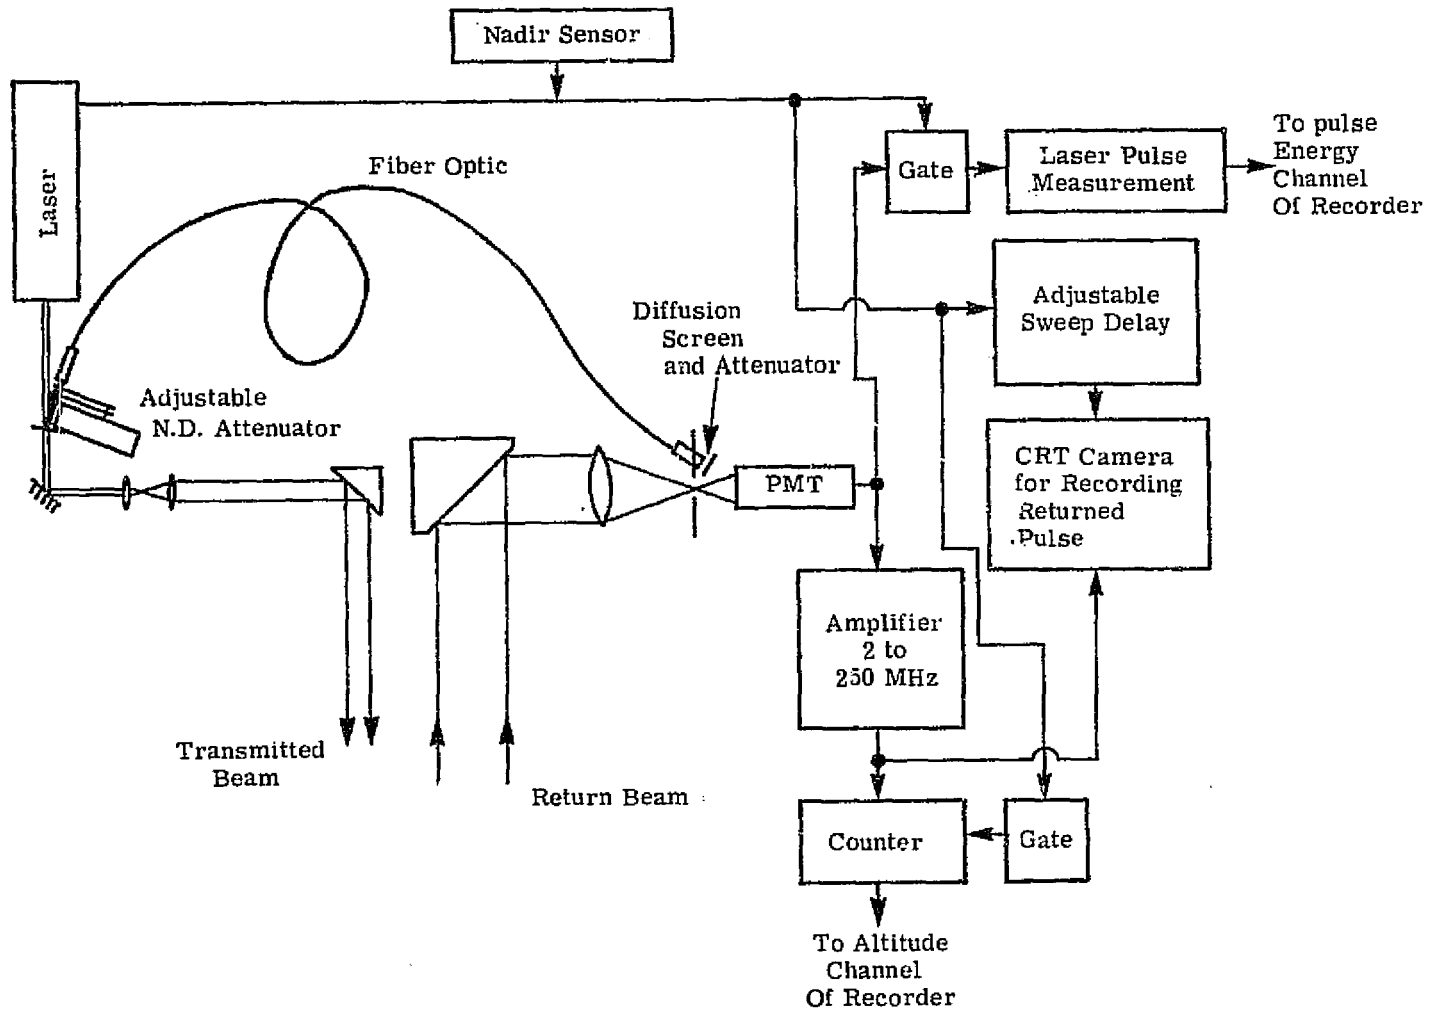 Nadir Sensor
Laser
Fiber Optic
Gate
Laser Pulse
Measurement
To pulse
Energy
Channel
Of Recorder
Diffusion
Screen
and Attenuator
Adjustable
Sweep Delay
Adjustable
N.D. Attenuator
PMT
CRT Camera
for Recording
Returned
Pulse
Amplifier
2 to
250 MHz
Transmitted
Beam
Return Beam
Counter
Gate
To Altitude
Channel
Of Recorder